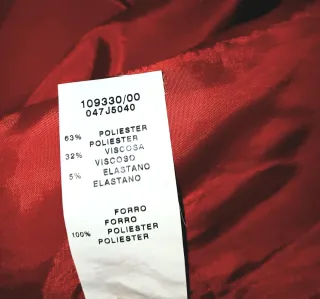 109330/00
047J5040
63% POLIESTER
POLIESTER
32% VISCOSA
VISCOSO
5% ELASTANO
ELASTANO
FORRO
FORRO
100% POLIESTER
POLIESTER